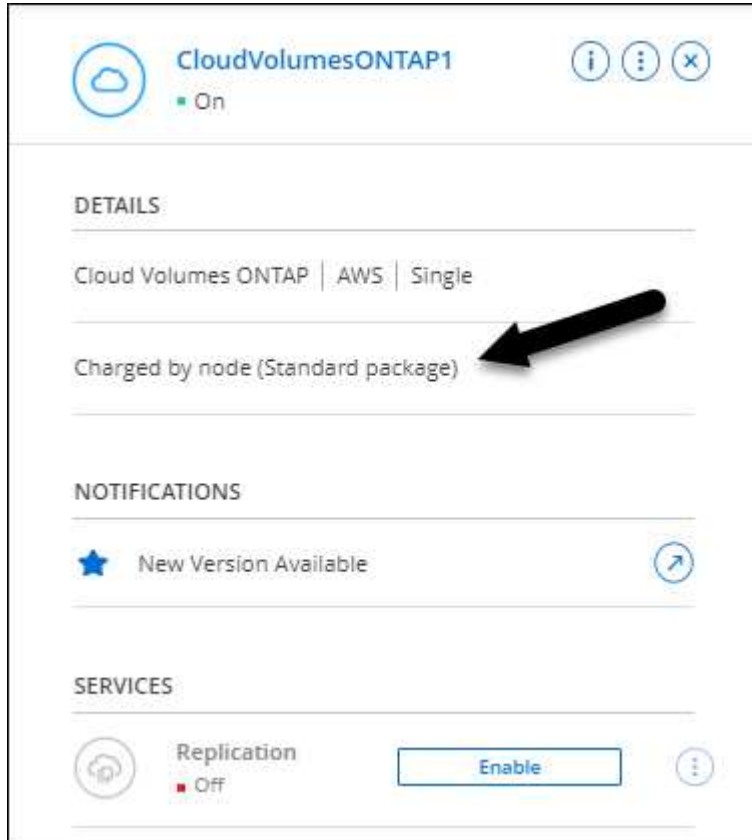 CloudVolumesONTAP1
On
DETAILS
Cloud Volumes ONTAP | AWS | Single
Charged by node (Standard package)
NOTIFICATIONS
New Version Available
SERVICES
Replication
Enable
Off